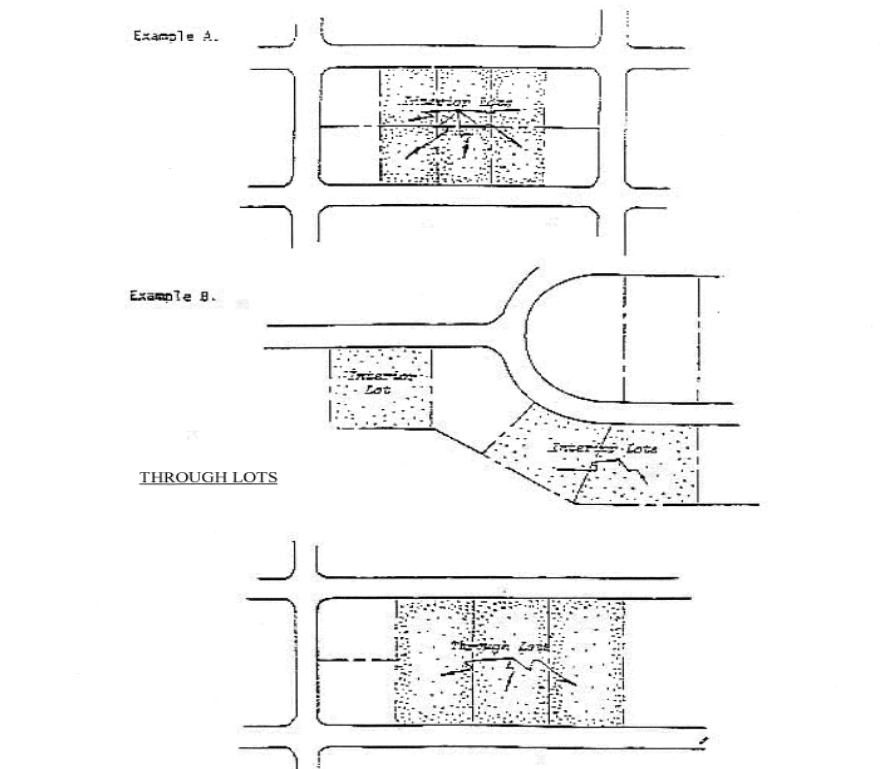 Example A.
Interior Lots
Example B.
Interior
Lot
Interior Lots
THROUGH LOTS
Through Lots